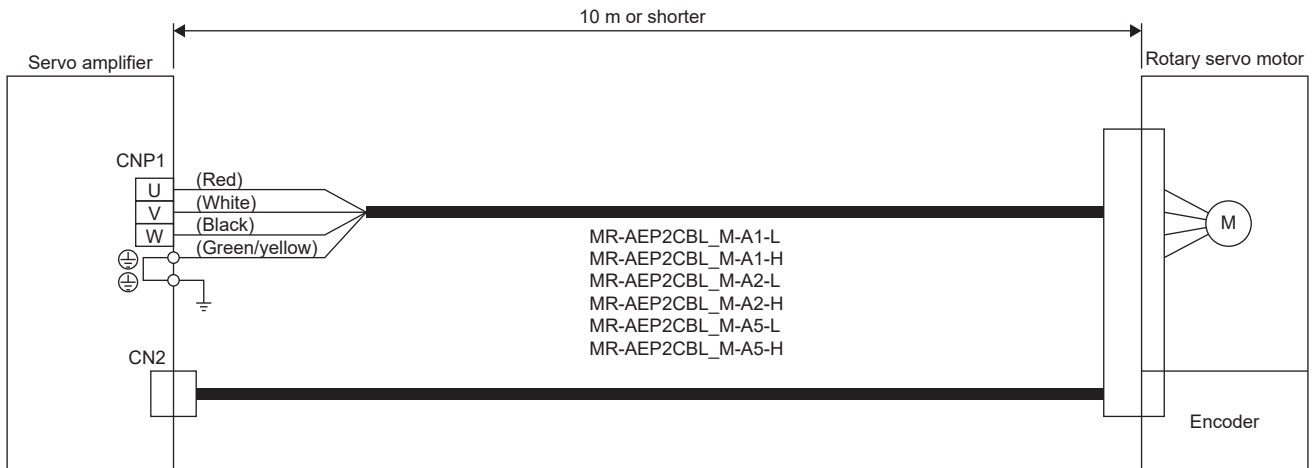 10 m or shorter
Servo amplifier
Rotary servo motor
CNP1
U
(Red)
V
(White)
W
(Black)
(Green/yellow)
M
MR-AEP2CBL_M-A1-L
MR-AEP2CBL_M-A1-H
MR-AEP2CBL_M-A2-L
MR-AEP2CBL_M-A2-H
MR-AEP2CBL_M-A5-L
MR-AEP2CBL_M-A5-H
CN2
Encoder